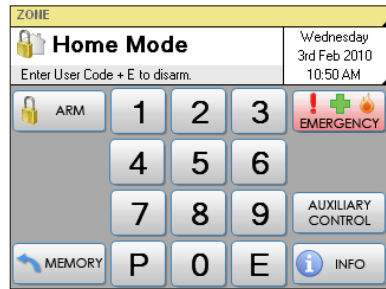 ZONE
Home Mode
Enter User Code + E to disarm.
Wednesday
3rd Feb 2010
10:50 AM
ARM
1 2 3
EMERGENCY
4 5 6
7 8 9
AUXILIARY
CONTROL
MEMORY
P 0 E
INFO